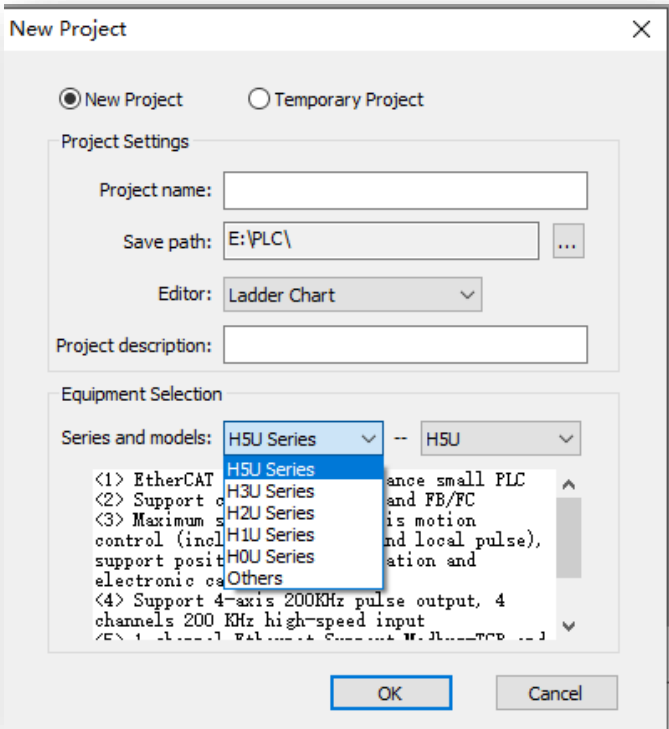 New Project
New Project Temporary Project
Project Settings
Project name:
Save path: E:\PLC\ ...
Editor: Ladder Chart
Project description:
Equipment Selection
Series and models: H5U Series -- H5U
H5U Series
H3U Series
H2U Series
H1U Series
H0U Series
Others
<1> EtherCAT ance small PLC
<2> Support and FB/FC
<3> Maximum is motion
control nd local pulse),
support ation and
electronic
<4> Support 4-axis 200KHz pulse output, 4
channels 200 KHz high-speed input
OK Cancel